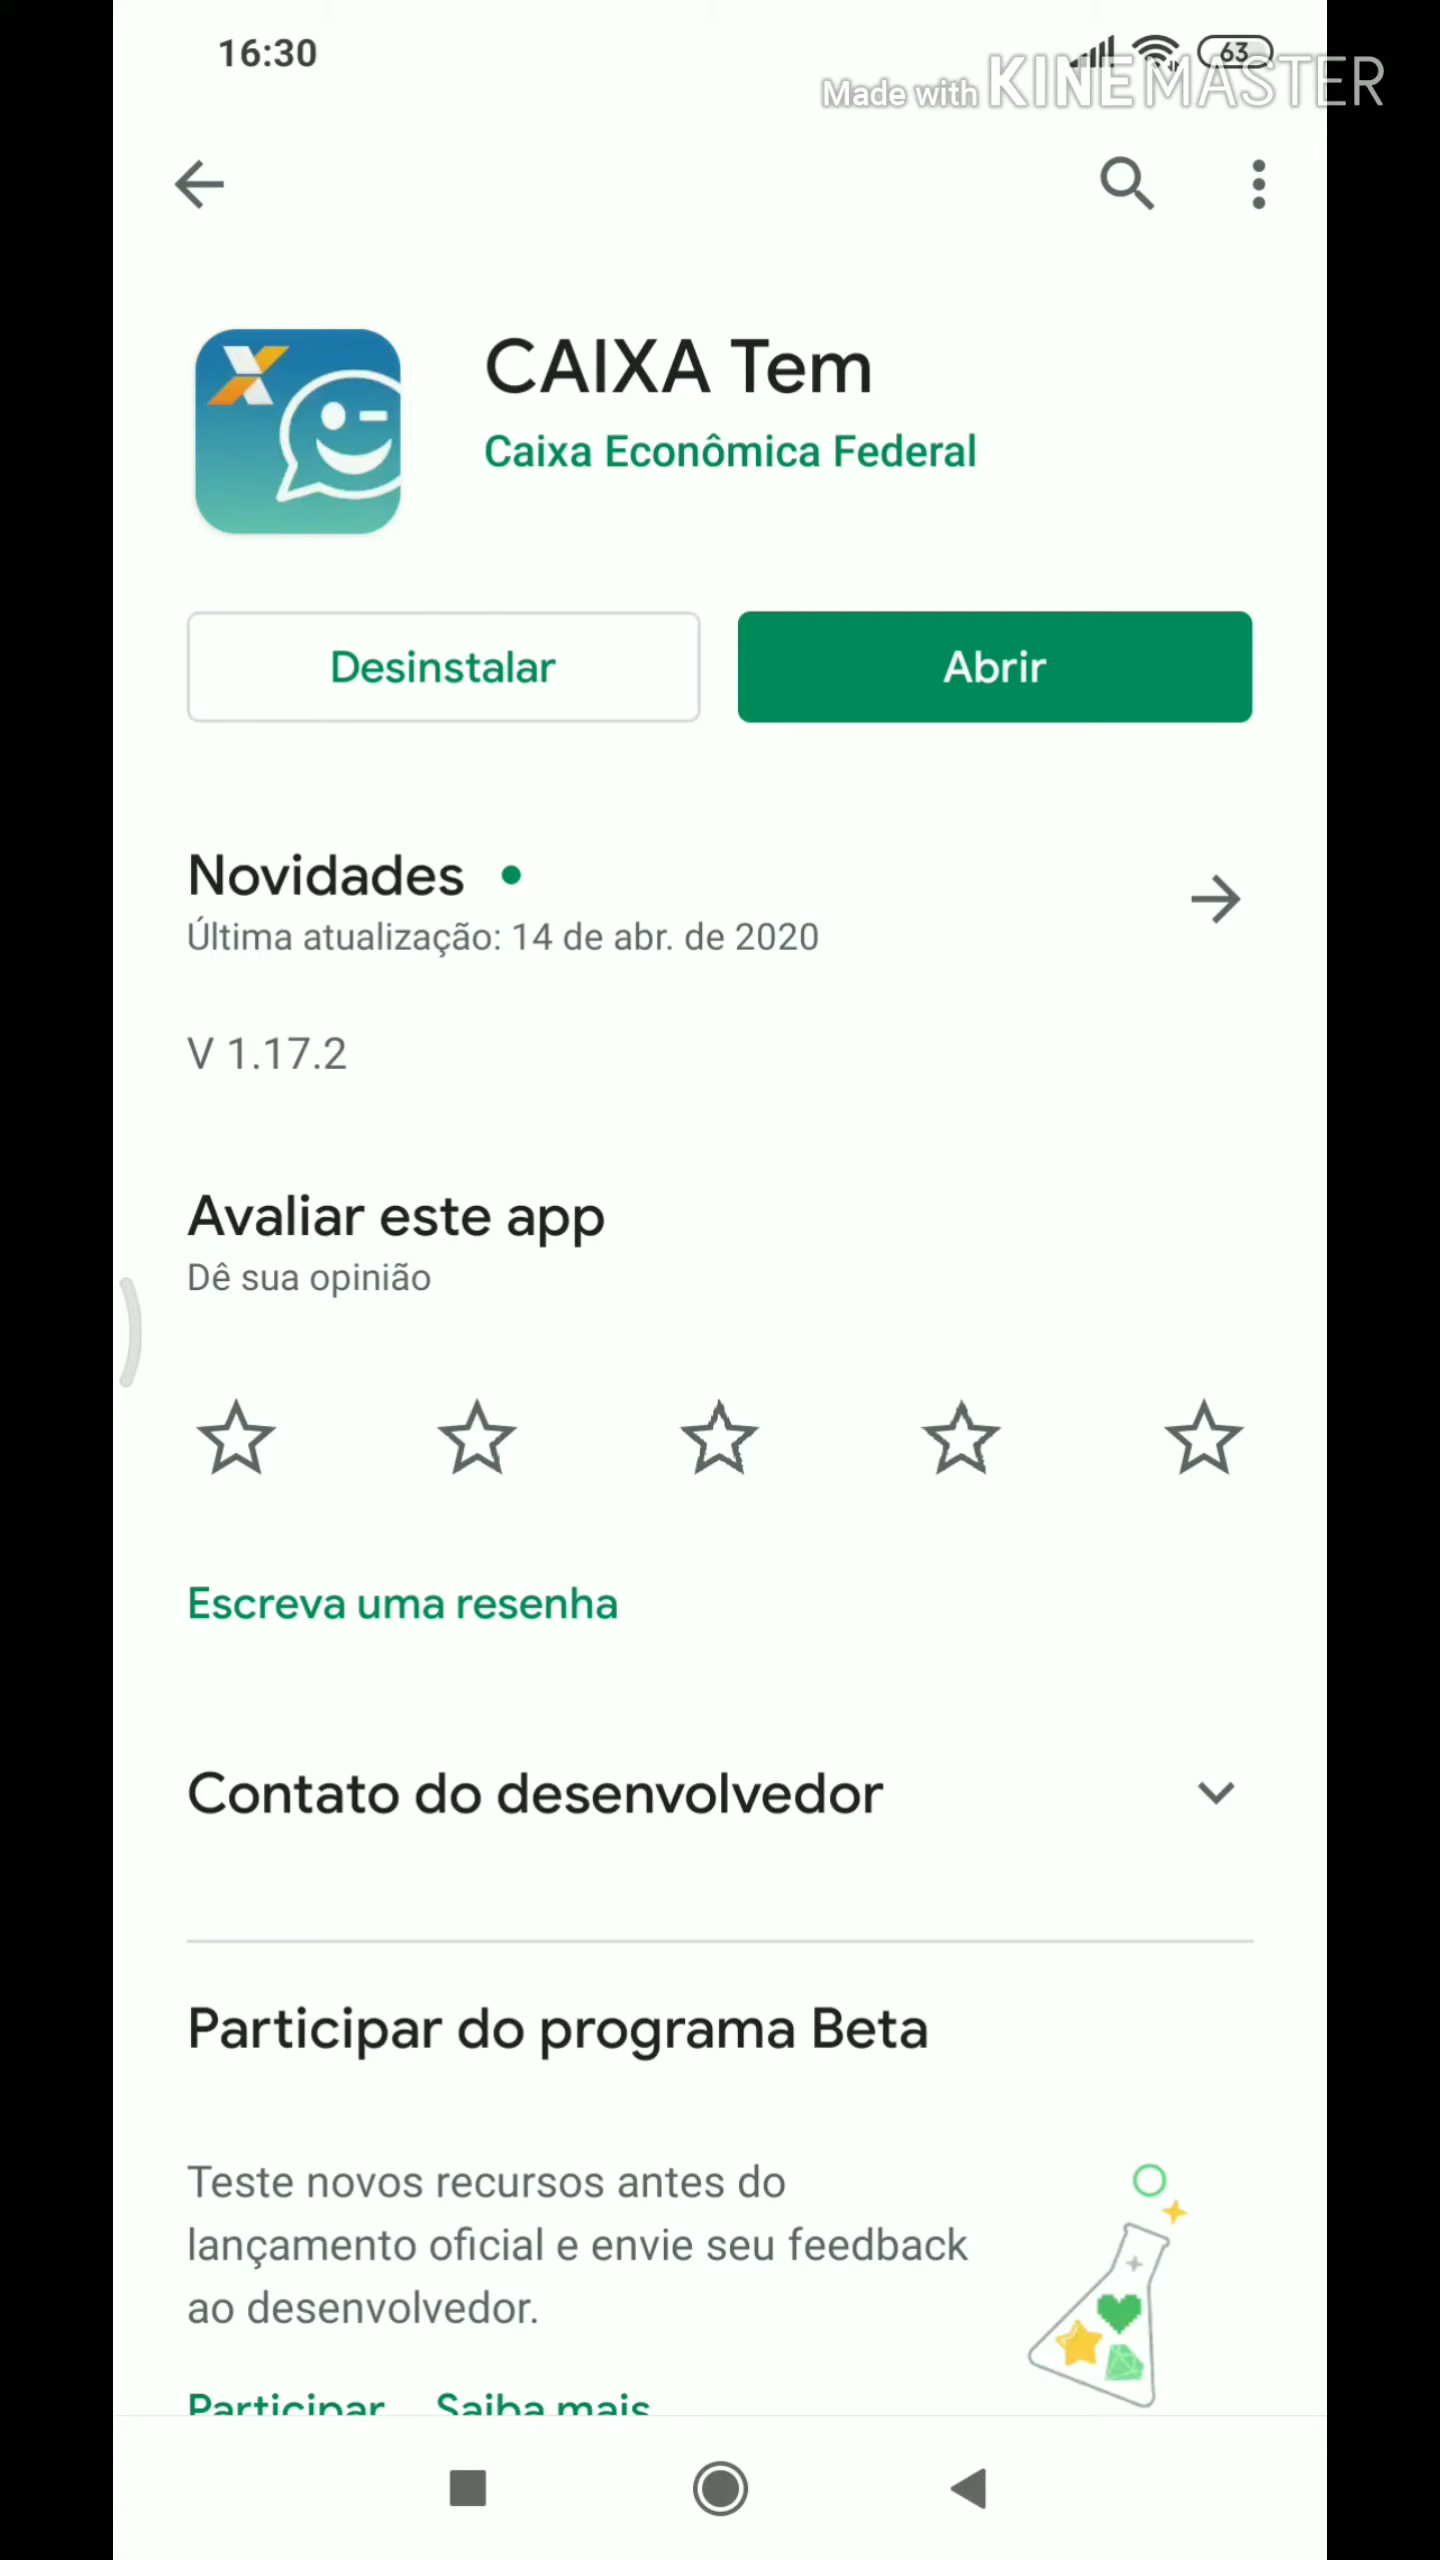 16:30
63
Made with KINEMASTER
CAIXA Tem
Caixa Econômica Federal
Desinstalar
Abrir
Novidades
Última atualização: 14 de abr. de 2020
V 1.17.2
Avaliar este app
Dê sua opinião
Escreva uma resenha
Contato do desenvolvedor
Participar do programa Beta
Teste novos recursos antes do
lançamento oficial e envie seu feedback
ao desenvolvedor.
Participar Saiba mais